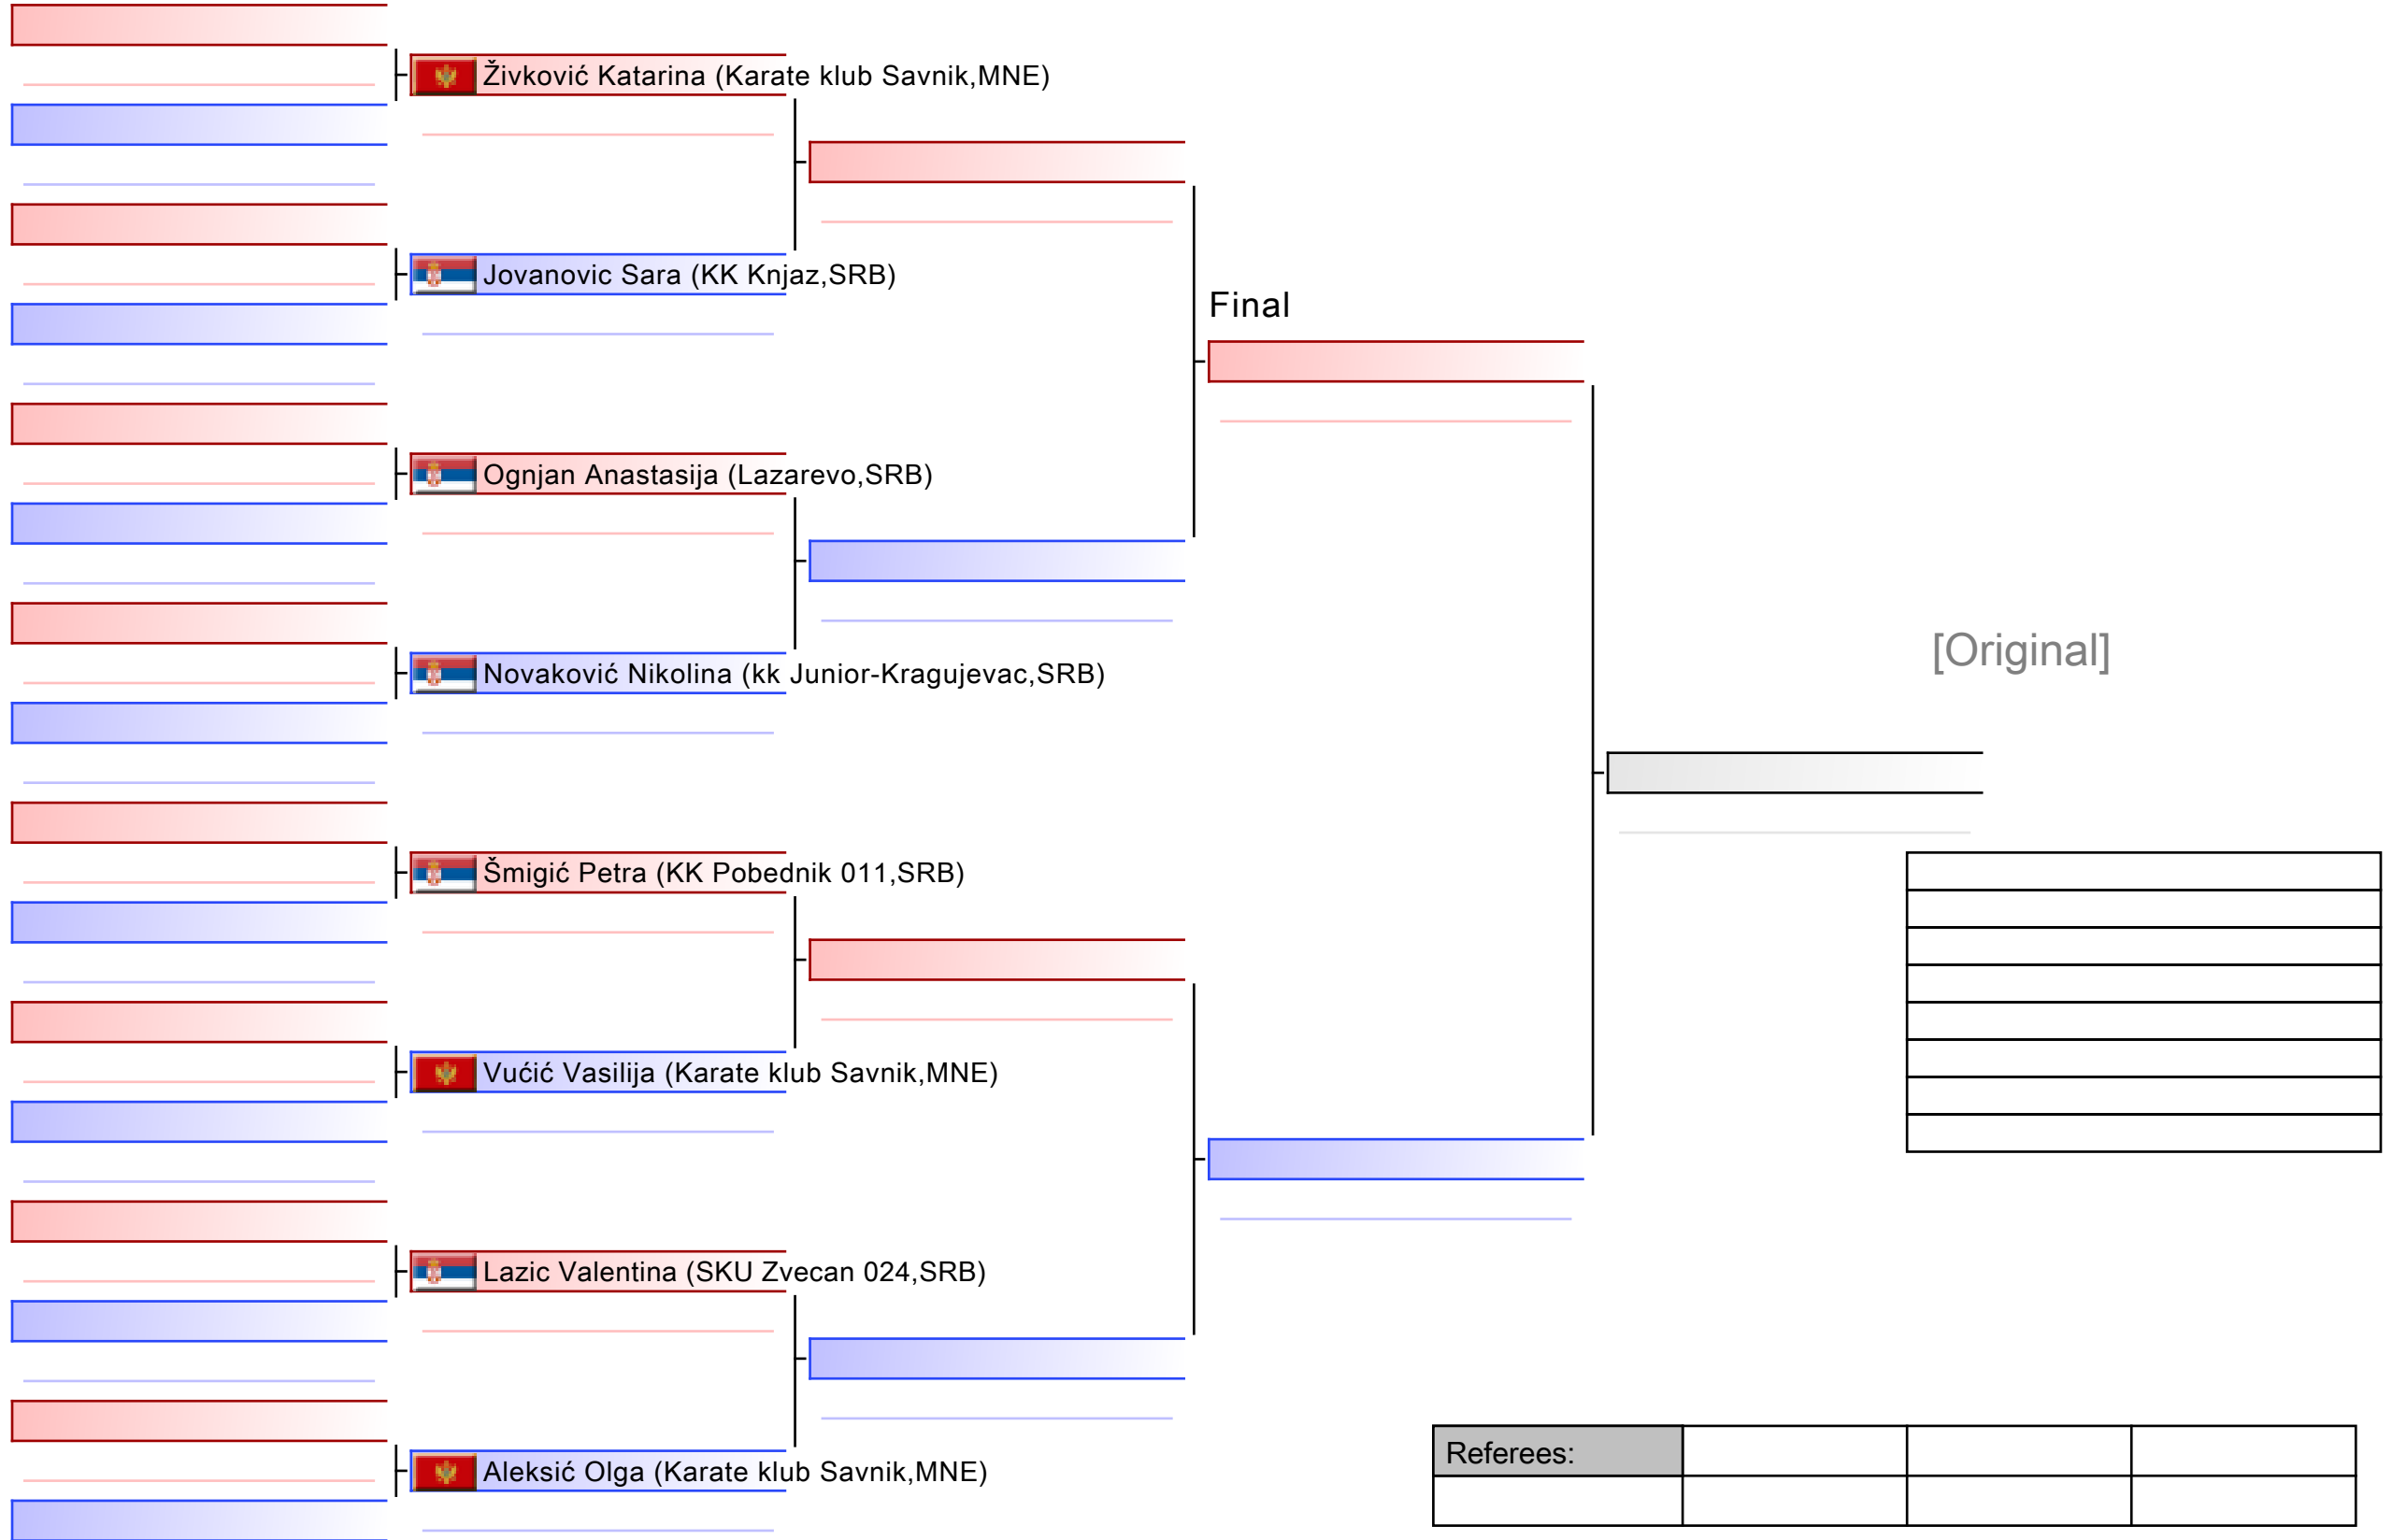 Živković Katarina (Karate klub Savnik,MNE)
Jovanovic Sara (KK Knjaz,SRB)
Final
Ognjan Anastasija (Lazarevo,SRB)
[Original]
Novaković Nikolina (kk Junior-Kragujevac,SRB)
Šmigić Petra (KK Pobednik 011,SRB)
Vućić Vasilija (Karate klub Savnik,MNE)
Lazic Valentina (SKU Zvecan 024,SRB)
Referees:
Aleksić Olga (Karate klub Savnik,MNE)